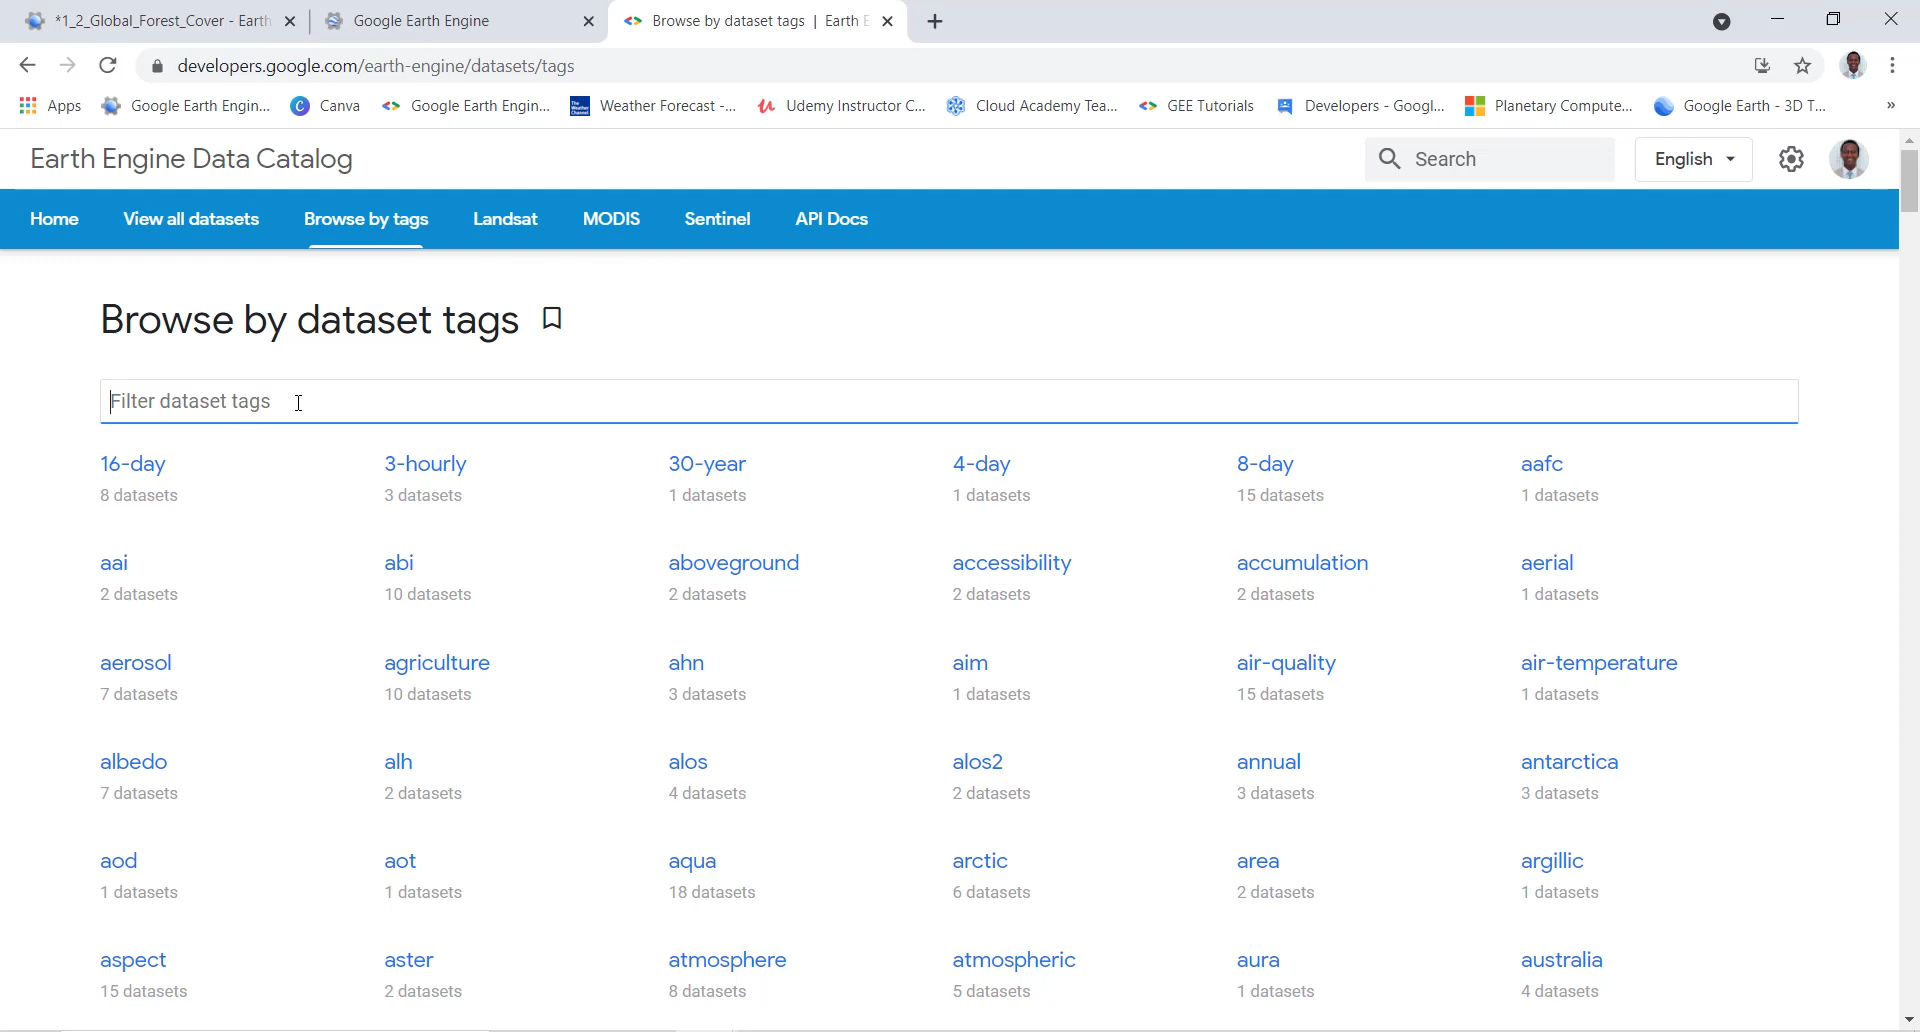 *1_2_Global_Forest_Cover - Earth
Google Earth Engine
Browse by dataset tags | Earth E
developers.google.com/earth-engine/datasets/tags
Apps
Google Earth Engin...
Canva
Google Earth Engin...
Weather Forecast -...
Udemy Instructor C...
Cloud Academy Tea...
GEE Tutorials
Developers - Googl...
Planetary Compute...
Google Earth - 3D T...
»
Earth Engine Data Catalog
Search
English
Home View all datasets Browse by tags Landsat MODIS Sentinel API Docs
Browse by dataset tags
Filter dataset tags
16-day 3-hourly 30-year 4-day 8-day aafc
8 datasets 3 datasets 1 datasets 1 datasets 15 datasets 1 datasets
aai abi aboveground accessibility accumulation aerial
2 datasets 10 datasets 2 datasets 2 datasets 2 datasets 1 datasets
aerosol agriculture ahn aim air-quality air-temperature
7 datasets 10 datasets 3 datasets 1 datasets 15 datasets 1 datasets
albedo alh alos alos2 annual antarctica
7 datasets 2 datasets 4 datasets 2 datasets 3 datasets 3 datasets
aod aot aqua arctic area argillic
1 datasets 1 datasets 18 datasets 6 datasets 2 datasets 1 datasets
aspect aster atmosphere atmospheric aura australia
15 datasets 2 datasets 8 datasets 5 datasets 1 datasets 4 datasets